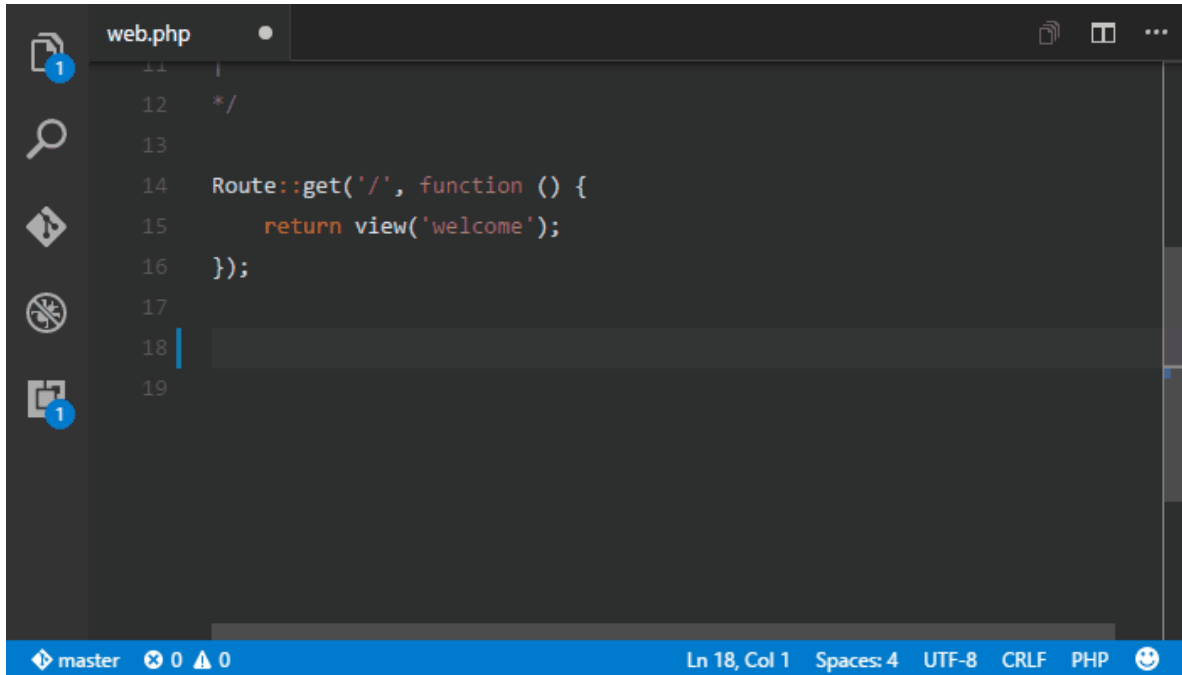 web.php
1
11 |
12 */
13
14 Route::get('/', function () {
15     return view('welcome');
16 });
17
18
19
1
master 0 0 Ln 18, Col 1 Spaces: 4 UTF-8 CRLF PHP